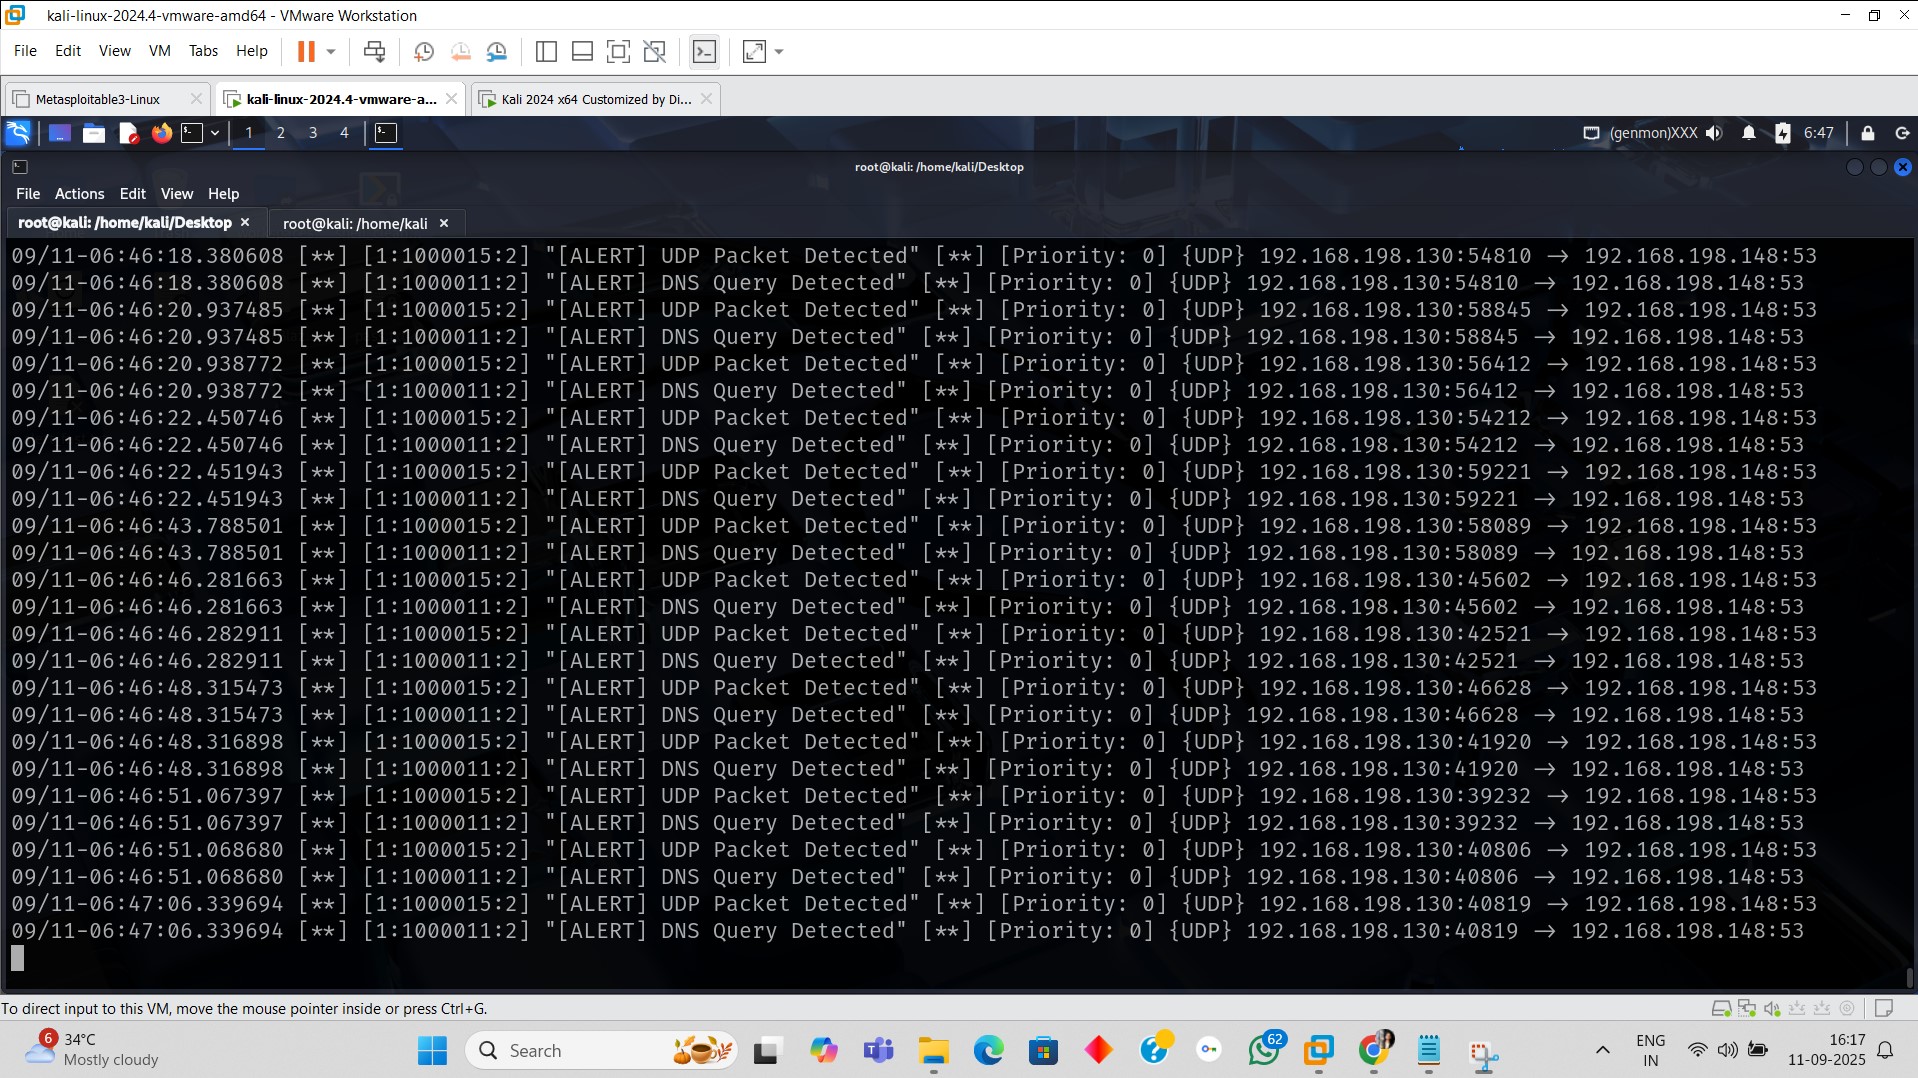 kali-linux-2024.4-vmware-amd64 - VMware Workstation
File Edit View VM Tabs Help
Metasploitable3-Linux
kali-linux-2024.4-vmware-a...
Kali 2024 x64 Customized by Di...
1 2 3 4
(genmon)XXX
6:47
root@kali: /home/kali/Desktop
File Actions Edit View Help
root@kali: /home/kali/Desktop
root@kali: /home/kali
09/11-06:46:18.380608 [**] [1:1000015:2] "[ALERT] UDP Packet Detected" [**] [Priority: 0] {UDP} 192.168.198.130:54810 → 192.168.198.148:53
09/11-06:46:18.380608 [**] [1:1000011:2] "[ALERT] DNS Query Detected" [**] [Priority: 0] {UDP} 192.168.198.130:54810 → 192.168.198.148:53
09/11-06:46:20.937485 [**] [1:1000015:2] "[ALERT] UDP Packet Detected" [**] [Priority: 0] {UDP} 192.168.198.130:58845 → 192.168.198.148:53
09/11-06:46:20.937485 [**] [1:1000011:2] "[ALERT] DNS Query Detected" [**] [Priority: 0] {UDP} 192.168.198.130:58845 → 192.168.198.148:53
09/11-06:46:20.938772 [**] [1:1000015:2] "[ALERT] UDP Packet Detected" [**] [Priority: 0] {UDP} 192.168.198.130:56412 → 192.168.198.148:53
09/11-06:46:20.938772 [**] [1:1000011:2] "[ALERT] DNS Query Detected" [**] [Priority: 0] {UDP} 192.168.198.130:56412 → 192.168.198.148:53
09/11-06:46:22.450746 [**] [1:1000015:2] "[ALERT] UDP Packet Detected" [**] [Priority: 0] {UDP} 192.168.198.130:54212 → 192.168.198.148:53
09/11-06:46:22.450746 [**] [1:1000011:2] "[ALERT] DNS Query Detected" [**] [Priority: 0] {UDP} 192.168.198.130:54212 → 192.168.198.148:53
09/11-06:46:22.451943 [**] [1:1000015:2] "[ALERT] UDP Packet Detected" [**] [Priority: 0] {UDP} 192.168.198.130:59221 → 192.168.198.148:53
09/11-06:46:22.451943 [**] [1:1000011:2] "[ALERT] DNS Query Detected" [**] [Priority: 0] {UDP} 192.168.198.130:59221 → 192.168.198.148:53
09/11-06:46:43.788501 [**] [1:1000015:2] "[ALERT] UDP Packet Detected" [**] [Priority: 0] {UDP} 192.168.198.130:58089 → 192.168.198.148:53
09/11-06:46:43.788501 [**] [1:1000011:2] "[ALERT] DNS Query Detected" [**] [Priority: 0] {UDP} 192.168.198.130:58089 → 192.168.198.148:53
09/11-06:46:46.281663 [**] [1:1000015:2] "[ALERT] UDP Packet Detected" [**] [Priority: 0] {UDP} 192.168.198.130:45602 → 192.168.198.148:53
09/11-06:46:46.281663 [**] [1:1000011:2] "[ALERT] DNS Query Detected" [**] [Priority: 0] {UDP} 192.168.198.130:45602 → 192.168.198.148:53
09/11-06:46:46.282911 [**] [1:1000015:2] "[ALERT] UDP Packet Detected" [**] [Priority: 0] {UDP} 192.168.198.130:42521 → 192.168.198.148:53
09/11-06:46:46.282911 [**] [1:1000011:2] "[ALERT] DNS Query Detected" [**] [Priority: 0] {UDP} 192.168.198.130:42521 → 192.168.198.148:53
09/11-06:46:48.315473 [**] [1:1000015:2] "[ALERT] UDP Packet Detected" [**] [Priority: 0] {UDP} 192.168.198.130:46628 → 192.168.198.148:53
09/11-06:46:48.315473 [**] [1:1000011:2] "[ALERT] DNS Query Detected" [**] [Priority: 0] {UDP} 192.168.198.130:46628 → 192.168.198.148:53
09/11-06:46:48.316898 [**] [1:1000015:2] "[ALERT] UDP Packet Detected" [**] [Priority: 0] {UDP} 192.168.198.130:41920 → 192.168.198.148:53
09/11-06:46:48.316898 [**] [1:1000011:2] "[ALERT] DNS Query Detected" [**] [Priority: 0] {UDP} 192.168.198.130:41920 → 192.168.198.148:53
09/11-06:46:51.067397 [**] [1:1000015:2] "[ALERT] UDP Packet Detected" [**] [Priority: 0] {UDP} 192.168.198.130:39232 → 192.168.198.148:53
09/11-06:46:51.067397 [**] [1:1000011:2] "[ALERT] DNS Query Detected" [**] [Priority: 0] {UDP} 192.168.198.130:39232 → 192.168.198.148:53
09/11-06:46:51.068680 [**] [1:1000015:2] "[ALERT] UDP Packet Detected" [**] [Priority: 0] {UDP} 192.168.198.130:40806 → 192.168.198.148:53
09/11-06:46:51.068680 [**] [1:1000011:2] "[ALERT] DNS Query Detected" [**] [Priority: 0] {UDP} 192.168.198.130:40806 → 192.168.198.148:53
09/11-06:47:06.339694 [**] [1:1000015:2] "[ALERT] UDP Packet Detected" [**] [Priority: 0] {UDP} 192.168.198.130:40819 → 192.168.198.148:53
09/11-06:47:06.339694 [**] [1:1000011:2] "[ALERT] DNS Query Detected" [**] [Priority: 0] {UDP} 192.168.198.130:40819 → 192.168.198.148:53
To direct input to this VM, move the mouse pointer inside or press Ctrl+G.
6
34°C
Mostly cloudy
Search
62
ENG
IN
16:17
11-09-2025